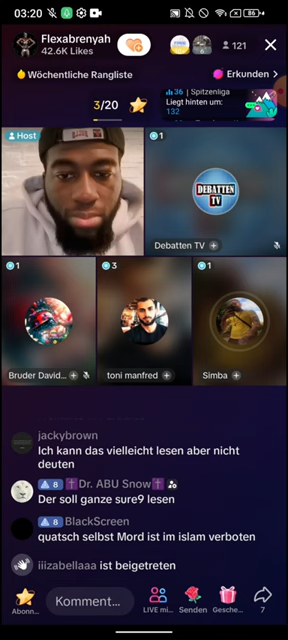 03:20
86
Flexabrenyah
42.6K Likes
121
Wöchentliche Rangliste
Erkunden >
3/20
36 | Spitzenliga
Liegt hinten um:
132
Host
1
DEBATTEN
TV
Debatten TV +
1
3
1
Bruder David... +
toni manfred +
Simba +
jackybrown
Ich kann das vielleicht lesen aber nicht
deuten
8 Dr. ABU Snow
Der soll ganze sure9 lesen
8 BlackScreen
quatsch selbst Mord ist im islam verboten
iiizabellaaa ist beigetreten
Abonn... Komment... LIVE mi... Senden Gesche... 7